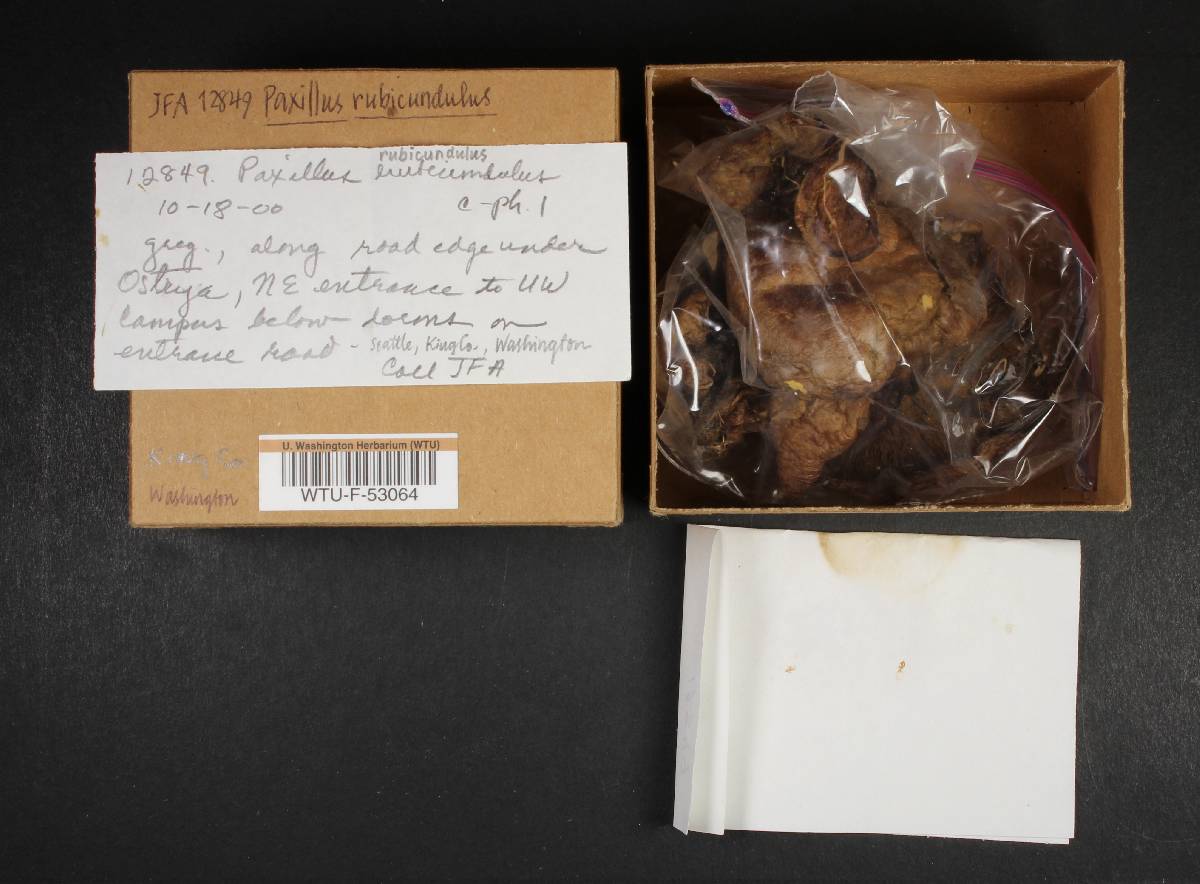 JFA 12849 Paxillus rubicundulus
rubicundulus
12849. Paxillus
10-18-00 c-ph. 1
greg., along road edge under
Ostrya, NE entrance to UW
Campus below docms on
entrance road - Seattle, King Co., Washington
Coll JFA
King Co.
Washington
U. Washington Herbarium (WTU)
WTU-F-53064